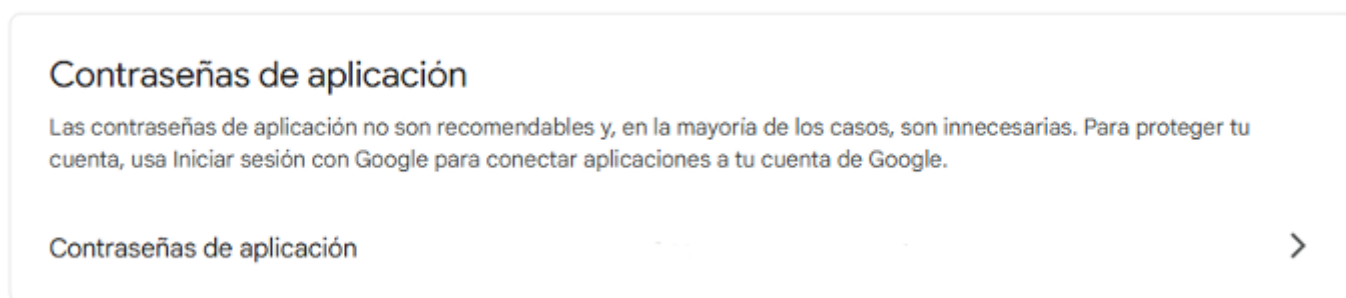 Contraseñas de aplicación
Las contraseñas de aplicación no son recomendables y, en la mayoría de los casos, son innecesarias. Para proteger tu
cuenta, usa Iniciar sesión con Google para conectar aplicaciones a tu cuenta de Google.
Contraseñas de aplicación